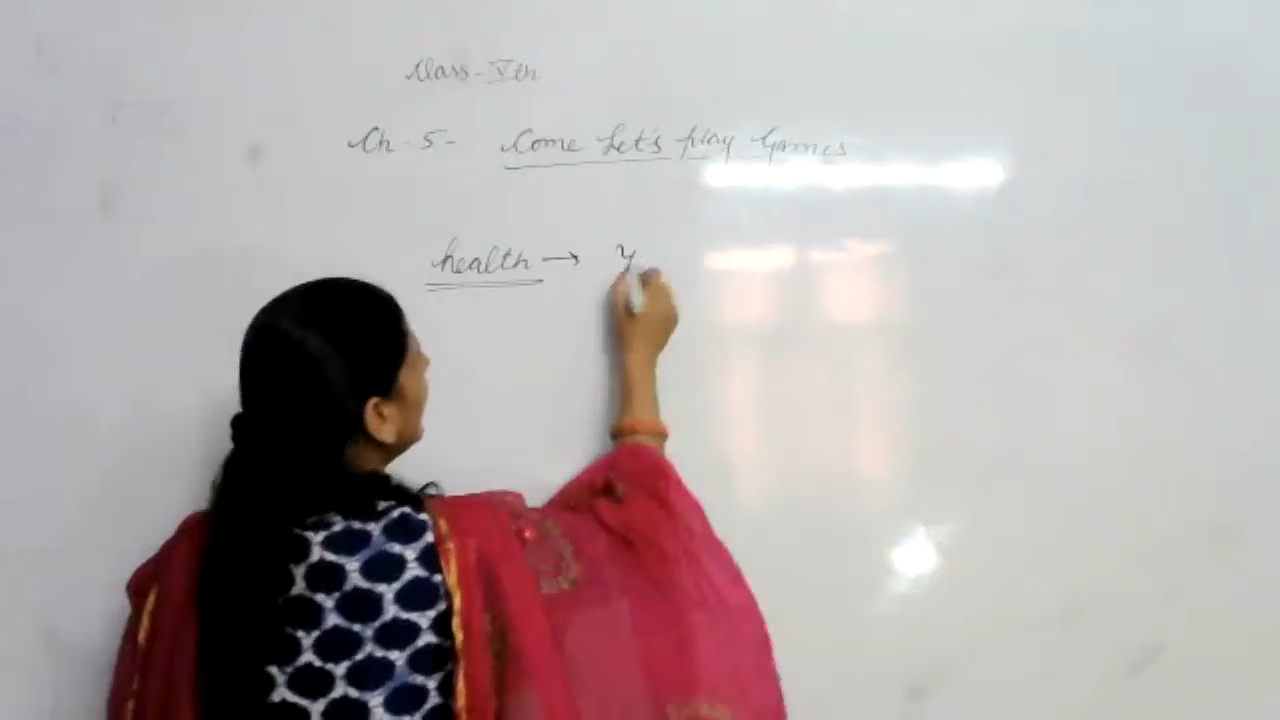 Class - Vth
Ch - 5 - Come Let's Play Games
health → y